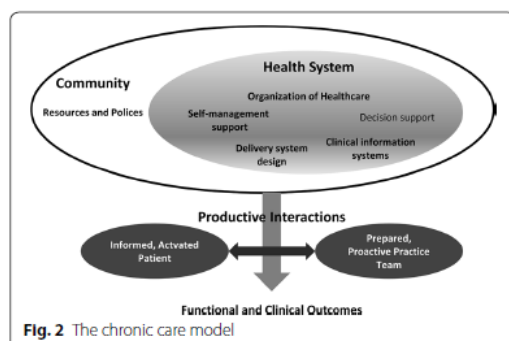 Health System
Community
Organization of Healthcare
Resources and Polices
Self-management
support
Decision support
Delivery system
design
Clinical information
systems
Productive Interactions
Informed, Actvated
Patient
Prepared,
Proactive Practice
Team
Functional and Clinical Outcomes
Fig. 2 The chronic care model